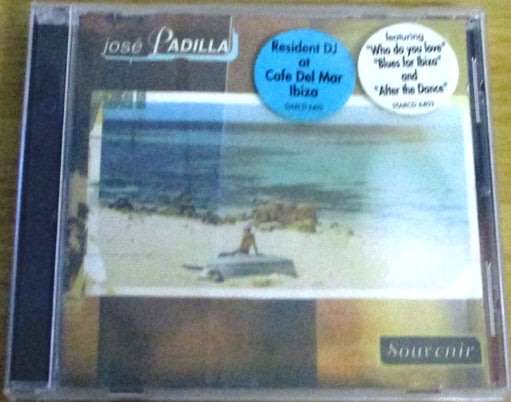 josé PADILLA
Resident DJ
at
Cafe Del Mar
Ibiza
featuring
"Who do you love"
"Blues for Ibiza"
and
"After the Dance"
Souvenir